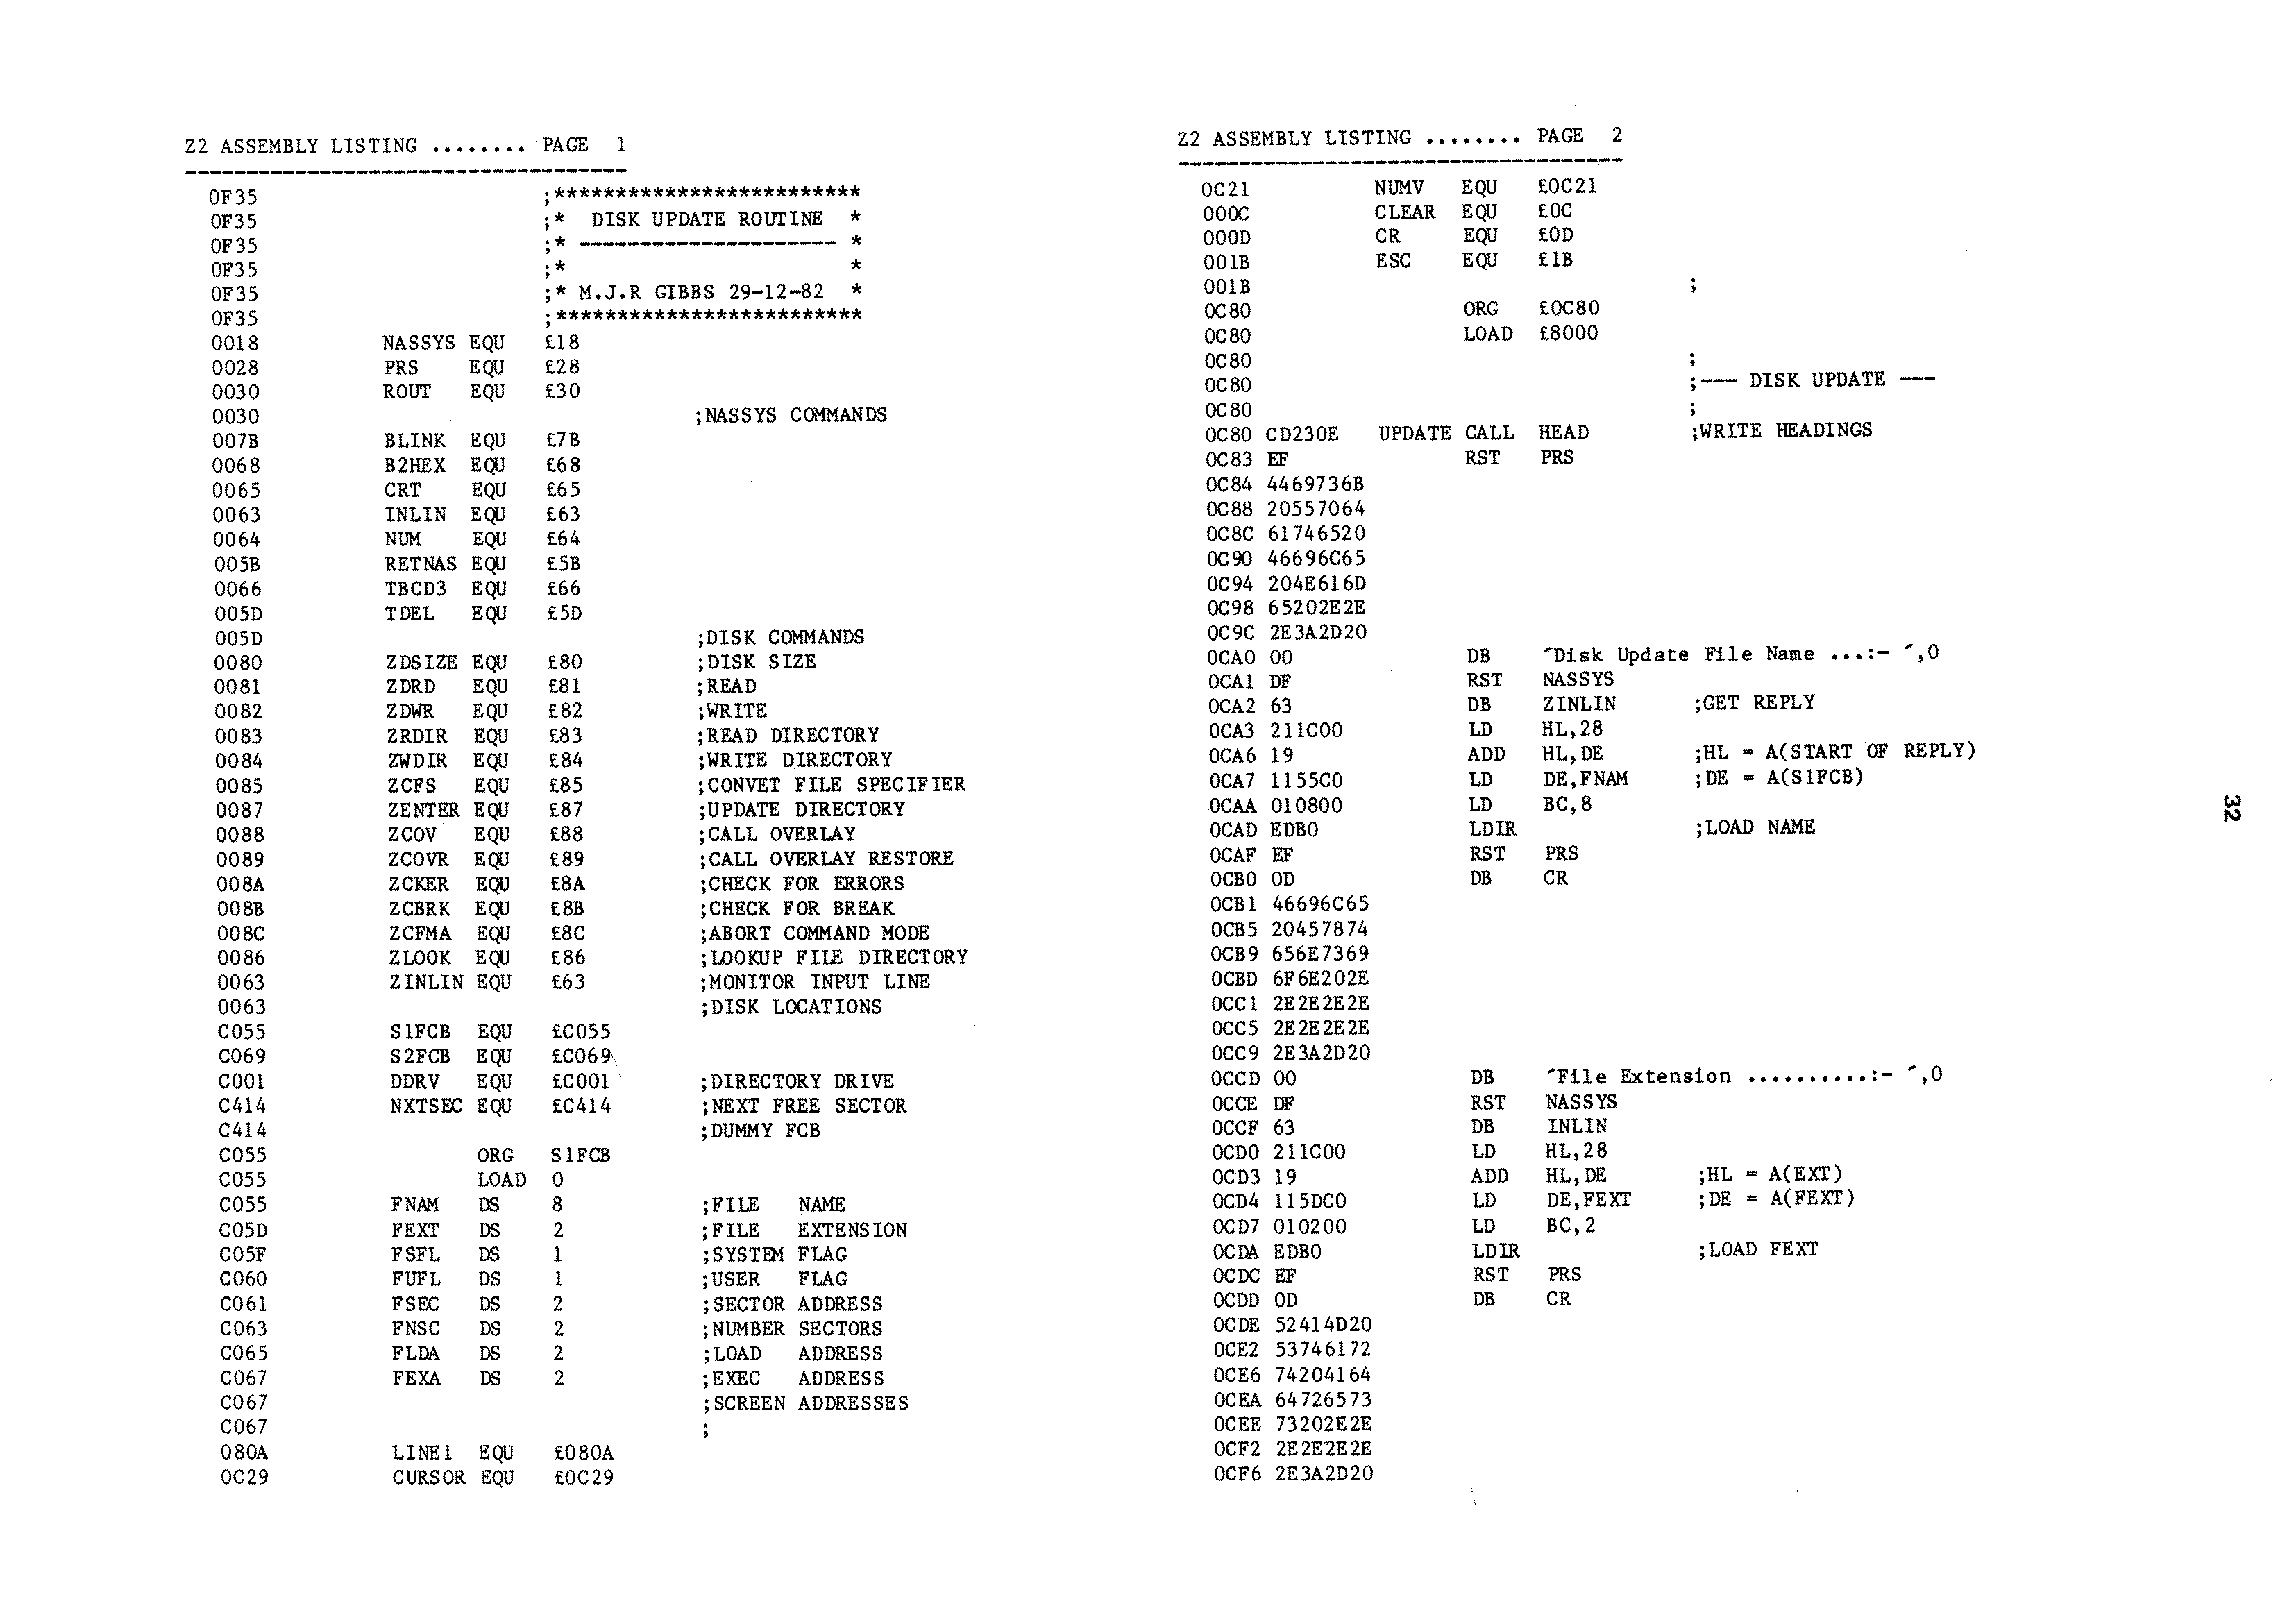 Z2 ASSEMBLY LISTING ........ PAGE 1
-------------------------------------
0F35 ;*************************
0F35 ;* DISK UPDATE ROUTINE *
0F35 ;* --------------------- *
0F35 ;* *
0F35 ;* M.J.R GIBBS 29-12-82 *
0F35 ;*************************
0018 NASSYS EQU £18
0028 PRS EQU £28
0030 ROUT EQU £30
0030 ;NASSYS COMMANDS
007B BLINK EQU £7B
0068 B2HEX EQU £68
0065 CRT EQU £65
0063 INLIN EQU £63
0064 NUM EQU £64
005B RETNAS EQU £5B
0066 TBCD3 EQU £66
005D TDEL EQU £5D
005D ;DISK COMMANDS
0080 ZDSIZE EQU £80 ;DISK SIZE
0081 ZDRD EQU £81 ;READ
0082 ZDWR EQU £82 ;WRITE
0083 ZRDIR EQU £83 ;READ DIRECTORY
0084 ZWDIR EQU £84 ;WRITE DIRECTORY
0085 ZCFS EQU £85 ;CONVET FILE SPECIFIER
0087 ZENTER EQU £87 ;UPDATE DIRECTORY
0088 ZCOV EQU £88 ;CALL OVERLAY
0089 ZCOVR EQU £89 ;CALL OVERLAY RESTORE
008A ZCKER EQU £8A ;CHECK FOR ERRORS
008B ZCBRK EQU £8B ;CHECK FOR BREAK
008C ZCFMA EQU £8C ;ABORT COMMAND MODE
0086 ZLOOK EQU £86 ;LOOKUP FILE DIRECTORY
0063 ZINLIN EQU £63 ;MONITOR INPUT LINE
0063 ;DISK LOCATIONS
C055 S1FCB EQU £C055
C069 S2FCB EQU £C069
C001 DDRV EQU £C001 ;DIRECTORY DRIVE
C414 NXTSEC EQU £C414 ;NEXT FREE SECTOR
C414 ;DUMMY FCB
C055 ORG S1FCB
C055 LOAD 0
C055 FNAM DS 8 ;FILE NAME
C05D FEXT DS 2 ;FILE EXTENSION
C05F FSFL DS 1 ;SYSTEM FLAG
C060 FUFL DS 1 ;USER FLAG
C061 FSEC DS 2 ;SECTOR ADDRESS
C063 FNSC DS 2 ;NUMBER SECTORS
C065 FLDA DS 2 ;LOAD ADDRESS
C067 FEXA DS 2 ;EXEC ADDRESS
C067 ;SCREEN ADDRESSES
C067 ;
080A LINE1 EQU £080A
0C29 CURSOR EQU £0C29
Z2 ASSEMBLY LISTING ........ PAGE 2
-------------------------------------
0C21 NUMV EQU £0C21
000C CLEAR EQU £0C
000D CR EQU £0D
001B ESC EQU £1B
001B ;
0C80 ORG £0C80
0C80 LOAD £8000
0C80 ;
0C80 ;--- DISK UPDATE ---
0C80 ;
0C80 CD230E UPDATE CALL HEAD ;WRITE HEADINGS
0C83 EF RST PRS
0C84 4469736B
0C88 20557064
0C8C 61746520
0C90 46696C65
0C94 204E616D
0C98 65202E2E
0C9C 2E3A2D20
0CA0 00 DB ´Disk Update File Name ...:- ´,0
0CA1 DF RST NASSYS
0CA2 63 DB ZINLIN ;GET REPLY
0CA3 211C00 LD HL,28
0CA6 19 ADD HL,DE ;HL = A(START OF REPLY)
0CA7 1155C0 LD DE,FNAM ;DE = A(S1FCB)
0CAA 010800 LD BC,8
0CAD EDB0 LDIR ;LOAD NAME
0CAF EF RST PRS
0CB0 0D DB CR
0CB1 46696C65
0CB5 20457874
0CB9 656E7369
0CBD 6F6E202E
0CC1 2E2E2E2E
0CC5 2E2E2E2E
0CC9 2E3A2D20
0CCD 00 DB ´File Extension ..........:- ´,0
0CCE DF RST NASSYS
0CCF 63 DB INLIN
0CD0 211C00 LD HL,28
0CD3 19 ADD HL,DE ;HL = A(EXT)
0CD4 115DC0 LD DE,FEXT ;DE = A(FEXT)
0CD7 010200 LD BC,2
0CDA EDB0 LDIR ;LOAD FEXT
0CDC EF RST PRS
0CDD 0D DB CR
0CDE 52414D20
0CE2 53746172
0CE6 74204164
0CEA 64726573
0CEE 73202E2E
0CF2 2E2E2E2E
0CF6 2E3A2D20
32